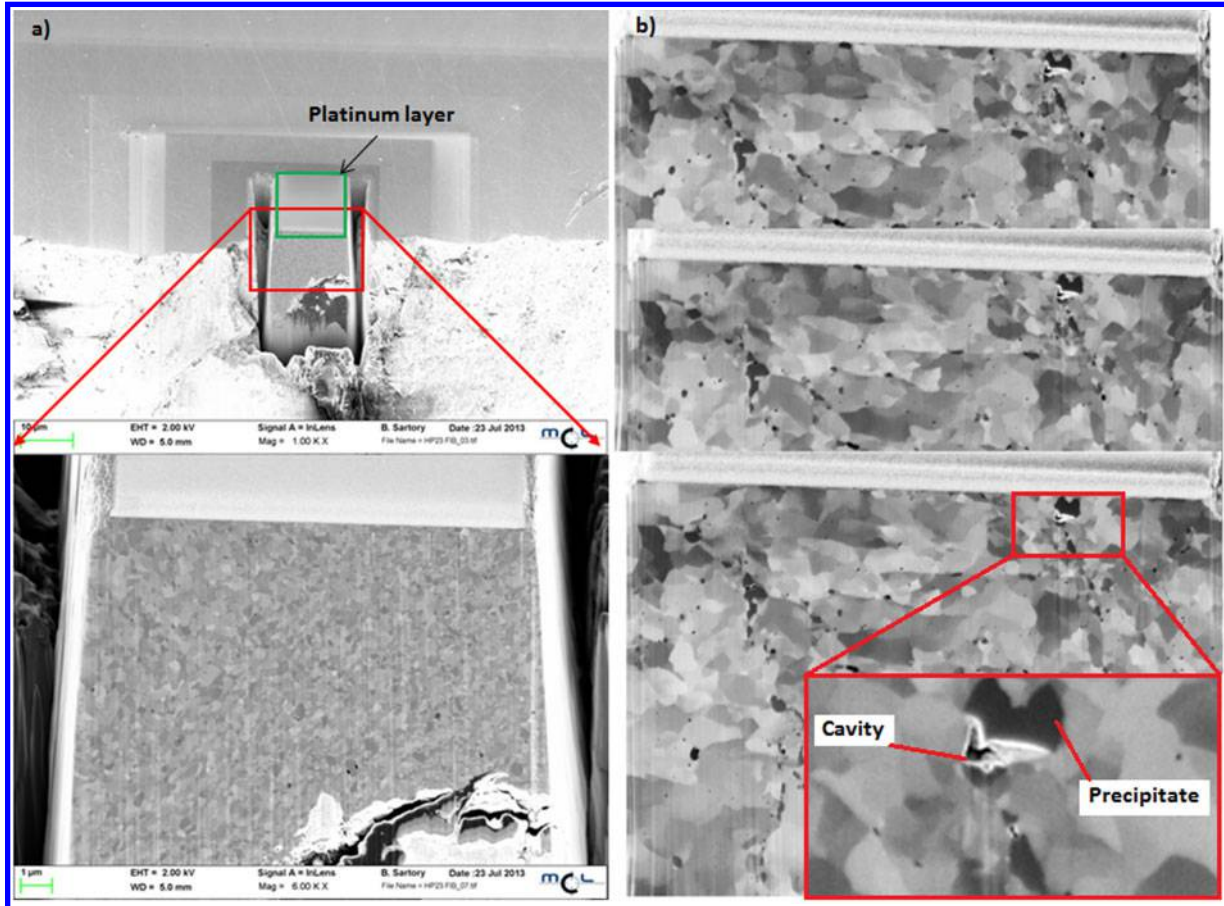 a)
Platinum layer
10 µm
EHT = 2.00 kV
WD = 5.0 mm
Signal A = InLens
Mag = 1.00 K X
B. Sartory
Date :23 Jul 2013
File Name = HP23 FIB_03.tif
MCL
1 µm
EHT = 2.00 kV
WD = 5.0 mm
Signal A = InLens
Mag = 6.00 K X
B. Sartory
Date :23 Jul 2013
File Name = HP23 FIB_07.tif
MCL
b)
Cavity
Precipitate